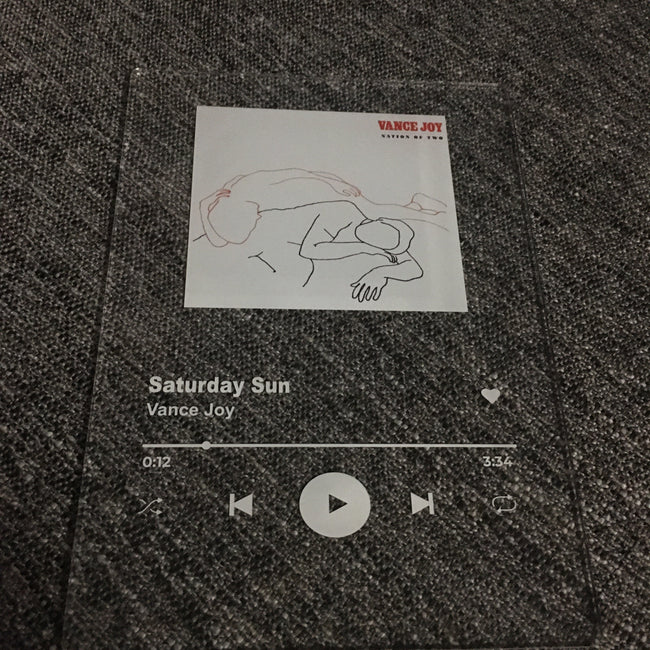 VANCE JOY
NATION OF TWO
Saturday Sun
Vance Joy
0:12 3:34